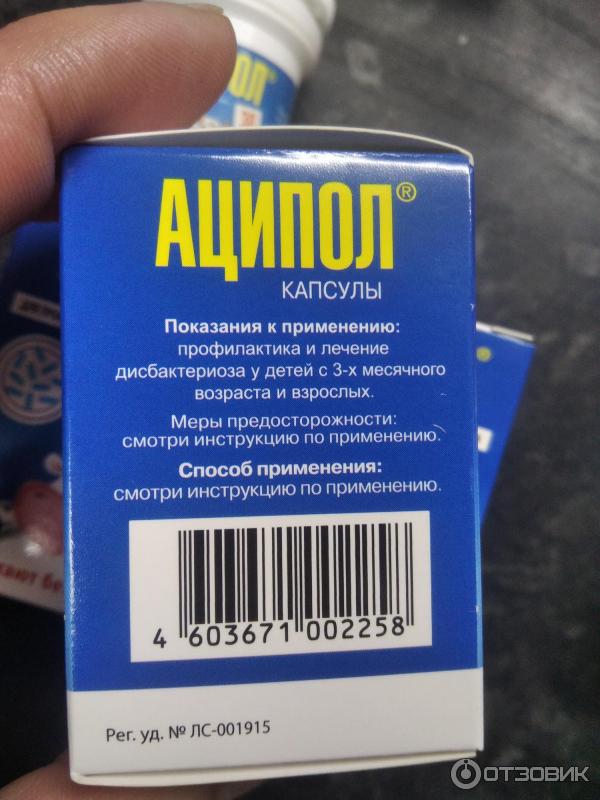 ПОЛ®
АЦИПОЛ®
КАПСУЛЫ
Показания к применению:
профилактика и лечение
дисбактериоза у детей с 3-х месячного
возраста и взрослых.
Меры предосторожности:
смотри инструкцию по применению.
Способ применения:
смотри инструкцию по применению.
4 603671 002258
Рег. уд. № ЛС-001915
ОТЗОВИК